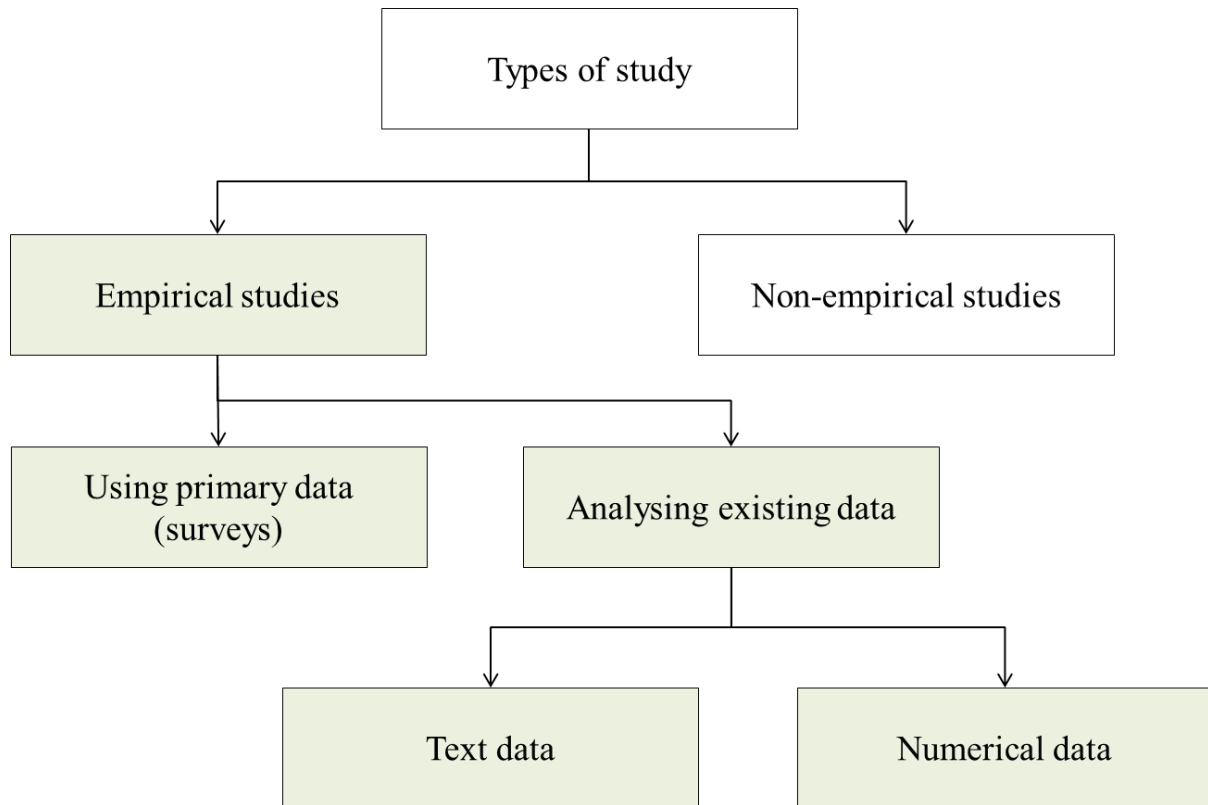 Types of study
Empirical studies
Non-empirical studies
Using primary data
(surveys)
Analysing existing data
Text data
Numerical data